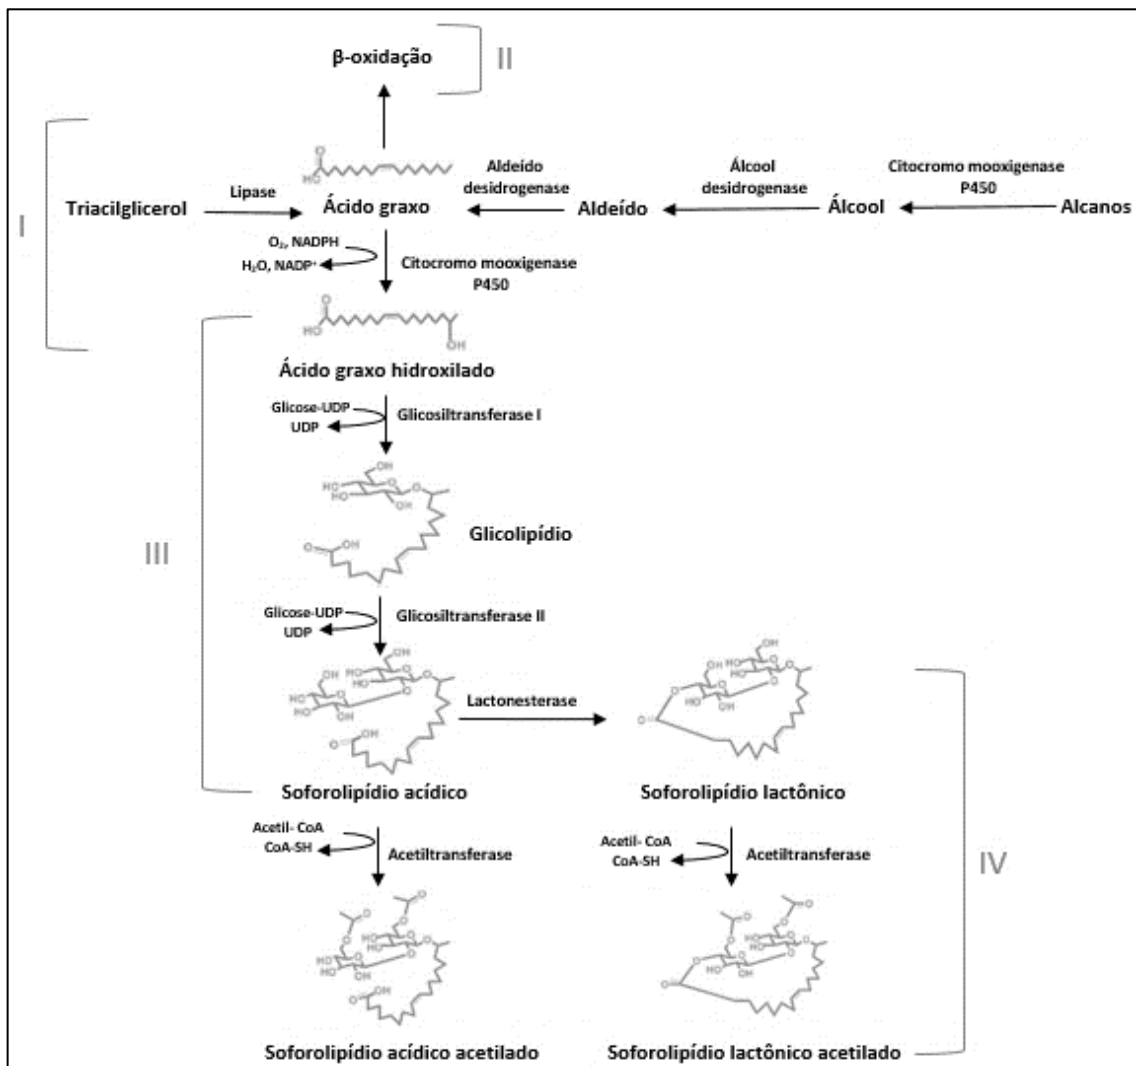 β-oxidação
II
I
Triacilglicerol
Lipase
Ácido graxo
Aldeído
desidrogenase
Aldeído
Álcool
desidrogenase
Álcool
Citocromo mooxigenase
P450
Alcanos
O₂, NADPH
H₂O, NADP⁺
Citocromo mooxigenase
P450
O
HO
O
HO
OH
Ácido graxo hidroxilado
III
Glicose-UDP
UDP
Glicosiltransferase I
Glicolipídio
Glicose-UDP
UDP
Glicosiltransferase II
Lactonesterase
Soforolipídio acídico
Soforolipídio lactônico
IV
Acetil- CoA
CoA-SH
Acetiltransferase
Acetil- CoA
CoA-SH
Acetiltransferase
Soforolipídio acídico acetilado
Soforolipídio lactônico acetilado